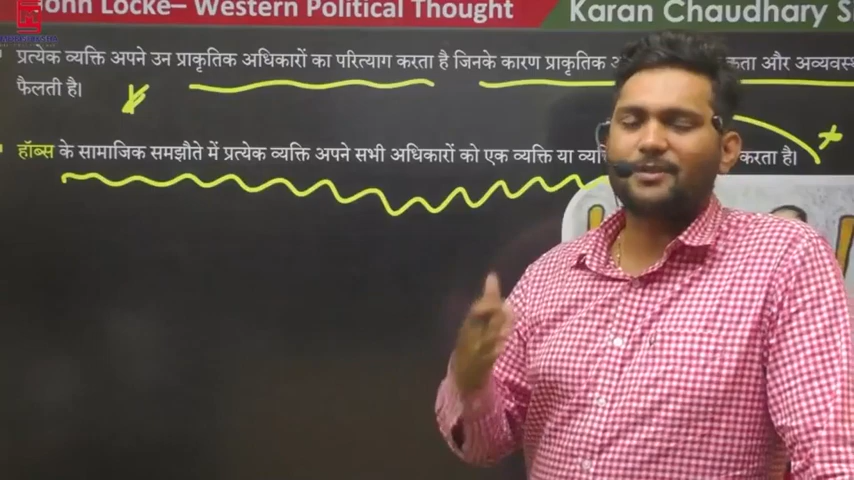 John Locke– Western Political Thought
Karan Chaudhary S
प्रत्येक व्यक्ति अपने उन प्राकृतिक अधिकारों का परित्याग करता है जिनके कारण प्राकृतिक और अव्यवस्थ
फैलती है।
हॉब्स के सामाजिक समझौते में प्रत्येक व्यक्ति अपने सभी अधिकारों को एक व्यक्ति या करता है।